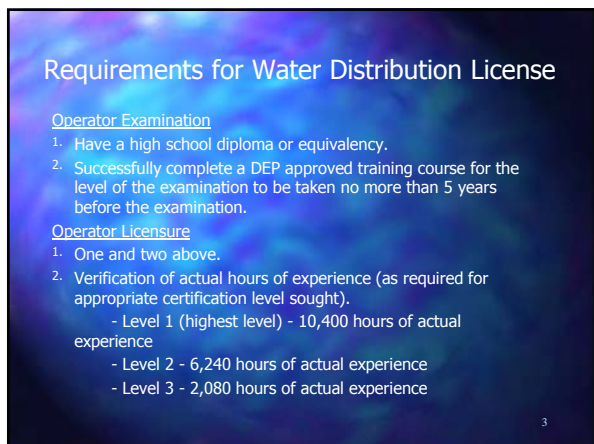 Requirements for Water Distribution License
Operator Examination
1. Have a high school diploma or equivalency.
2. Successfully complete a DEP approved training course for the
level of the examination to be taken no more than 5 years
before the examination.
Operator Licensure
1. One and two above.
2. Verification of actual hours of experience (as required for
appropriate certification level sought).
- Level 1 (highest level) - 10,400 hours of actual
experience
- Level 2 - 6,240 hours of actual experience
- Level 3 - 2,080 hours of actual experience
3